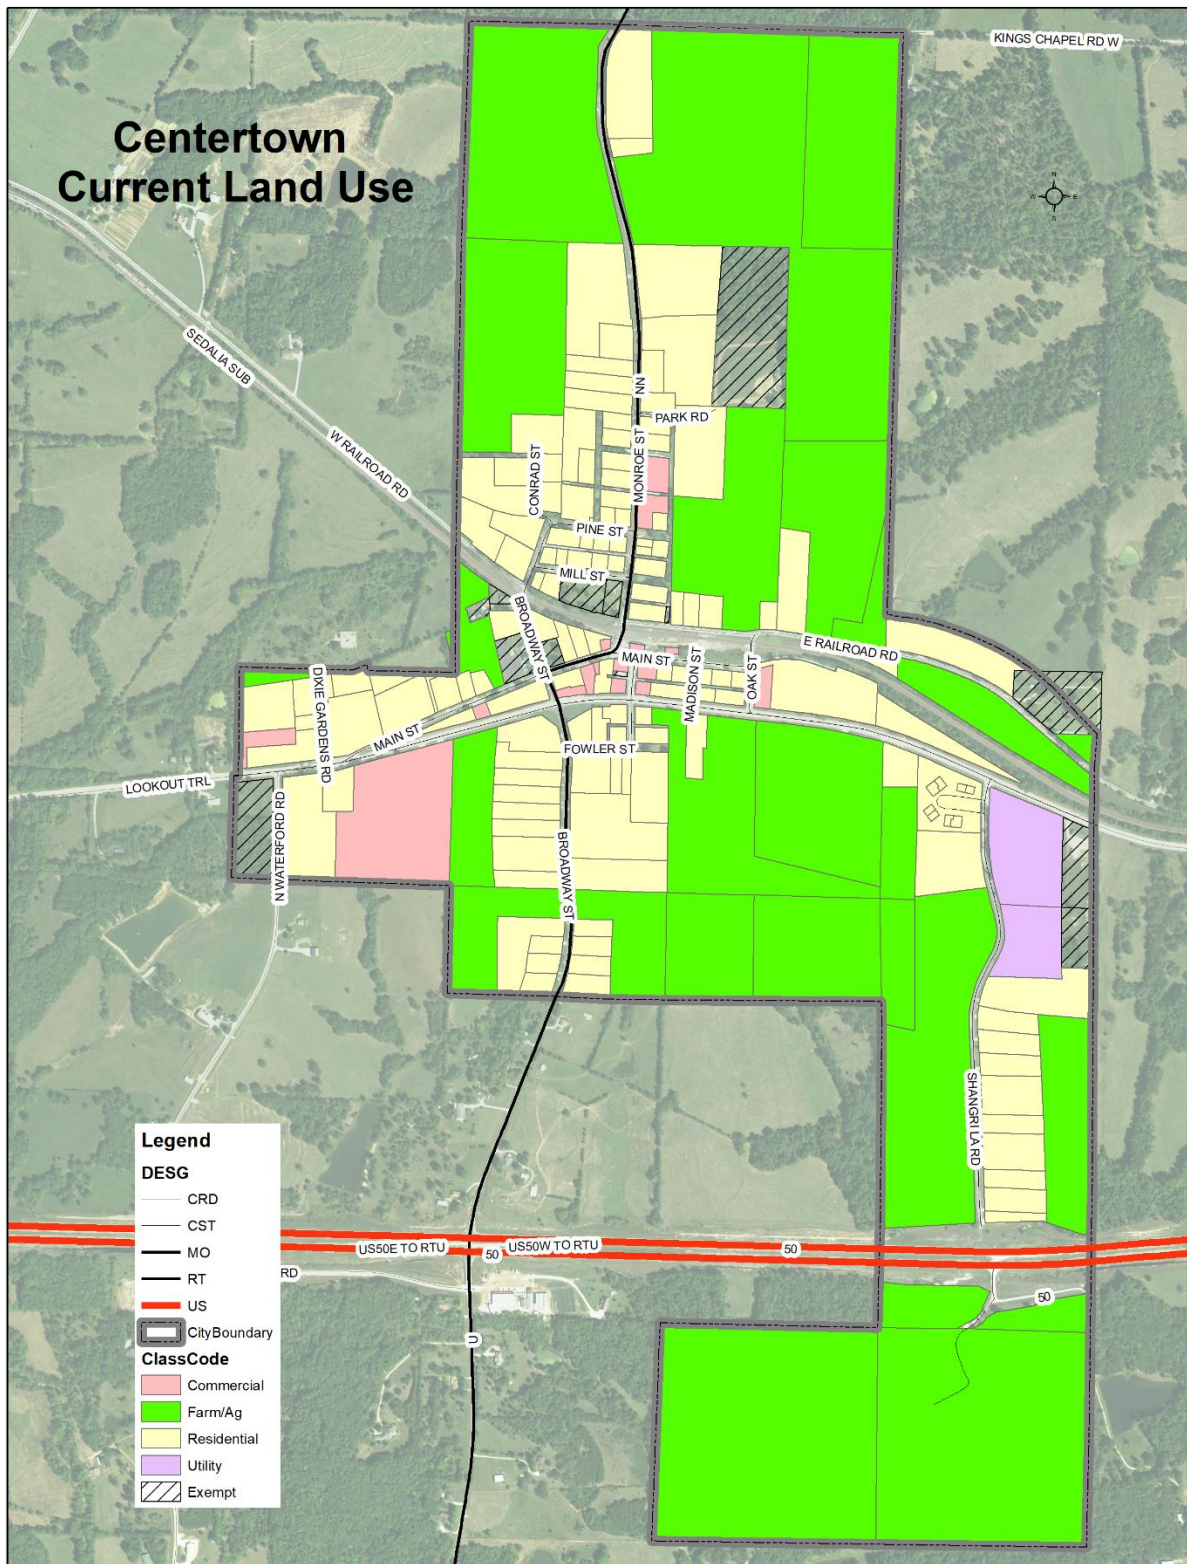 KINGS CHAPEL RD W
Centertown
Current Land Use
N
W
E
S
SEDALIA SUB
W RAILROAD RD
NN
PARK RD
CONRAD ST
MONROE ST
PINE ST
MILL ST
BROADWAY ST
MAIN ST
E RAILROAD RD
MADISON ST
OAK ST
DIXIE GARDENS RD
MAIN ST
FOWLER ST
LOOKOUT TRL
N WATERFORD RD
BROADWAY ST
SHANGRI LA RD
US50E TO RTU
50
US50W TO RTU
50
RD
50
U
Legend
DESG
CRD
CST
MO
RT
US
CityBoundary
ClassCode
Commercial
Farm/Ag
Residential
Utility
Exempt